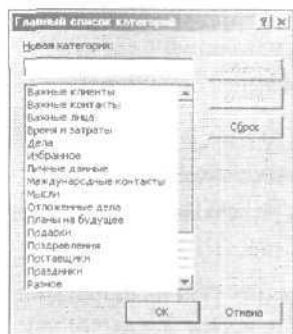 Главный список категорий
Новая категория:
Важные клиенты
Важные контакты
Важные лица
Время и затраты
Дела
Избранное
Личные данные
Международные контакты
Мысли
Отложенные дела
Планы на будущее
Подарки
Поздравления
Поставщики
Праздники
Разное
Сброс
ОК
Отмена